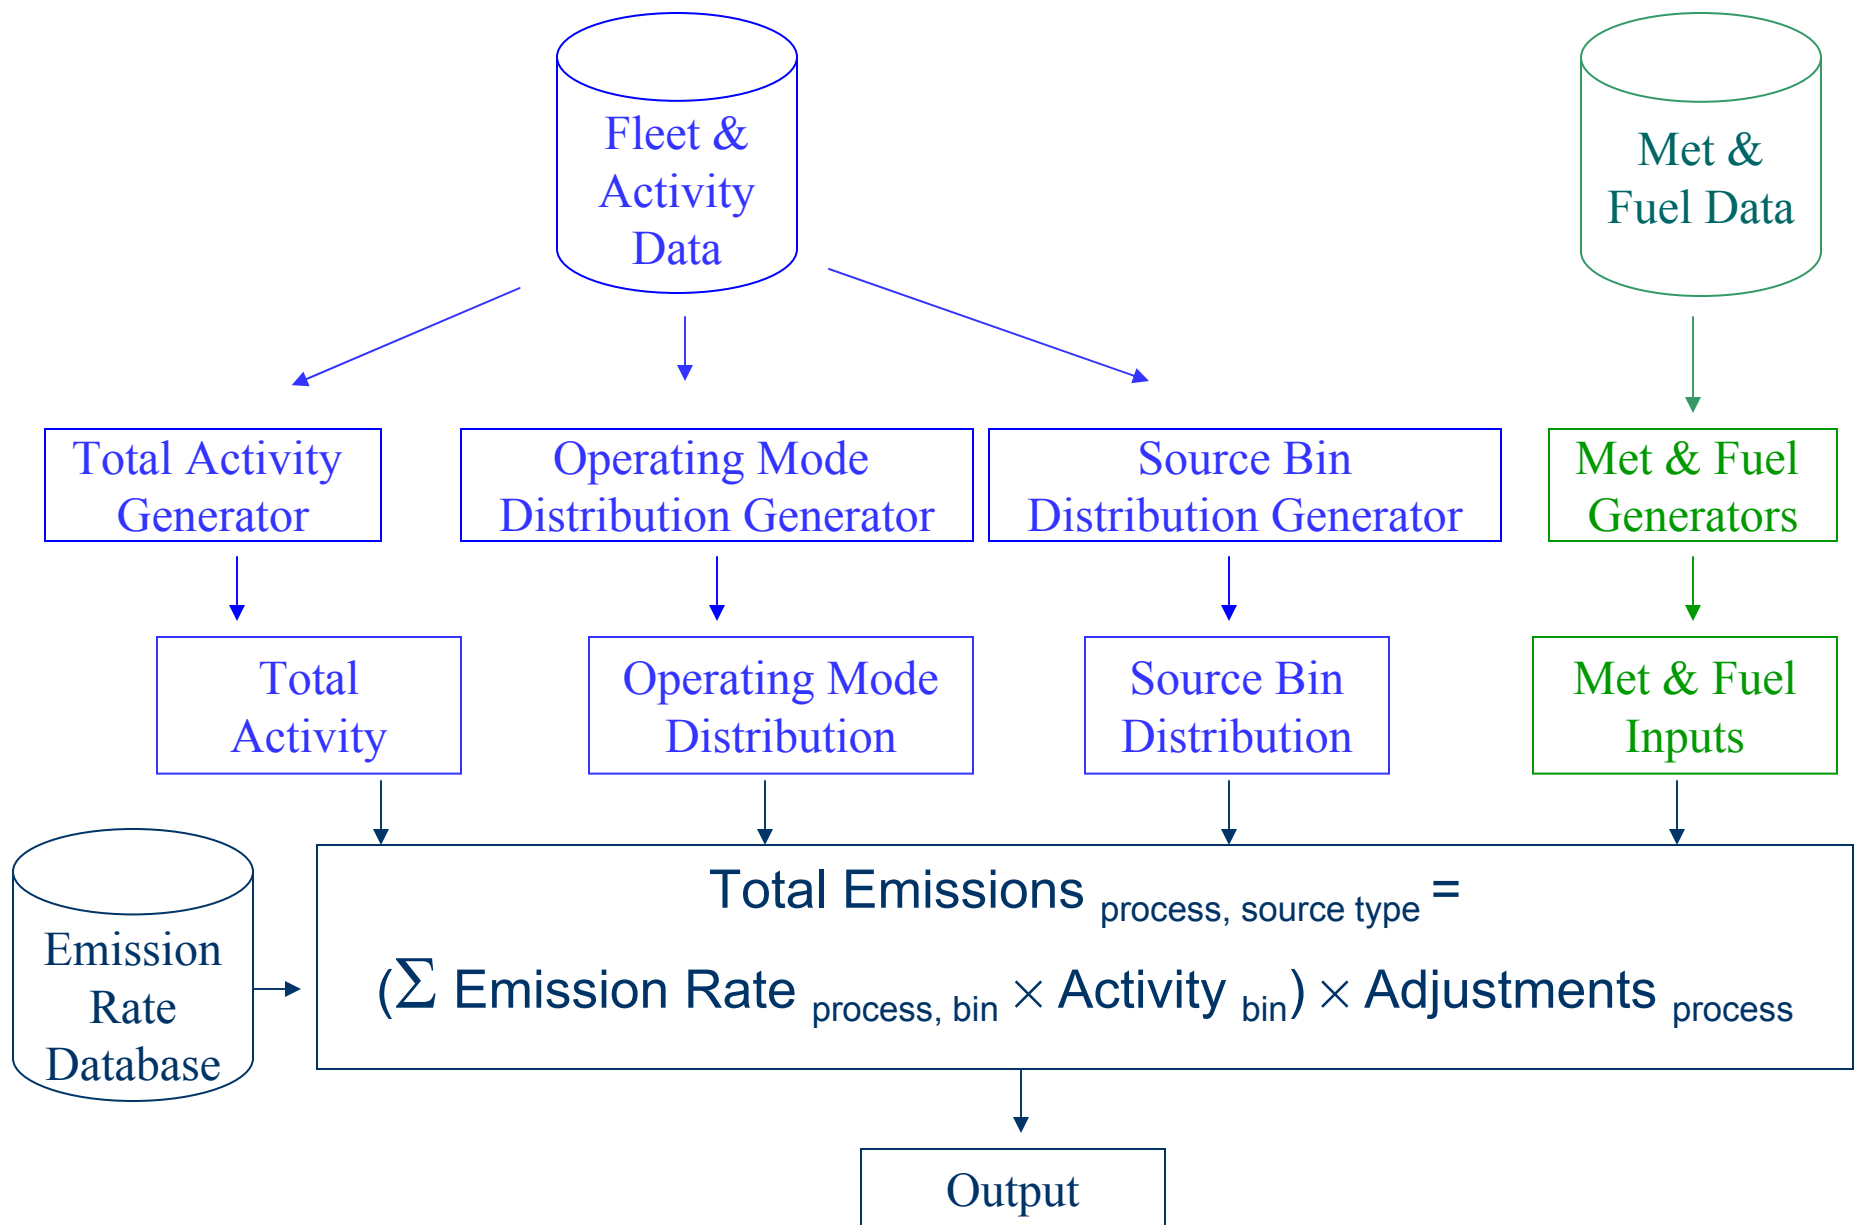 Fleet &
Activity
Data
Met &
Fuel Data
Total Activity
Generator
Operating Mode
Distribution Generator
Source Bin
Distribution Generator
Met & Fuel
Generators
Total
Activity
Operating Mode
Distribution
Source Bin
Distribution
Met & Fuel
Inputs
Emission
Rate
Database
Total Emissions process, source type =
(Σ Emission Rate process, bin × Activity bin) × Adjustments process
Output